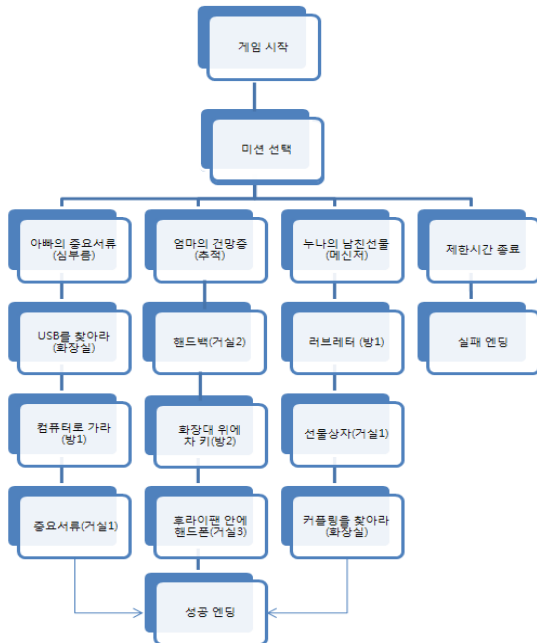 게임 시작
미션 선택
아빠의 중요서류
(심부름)
엄마의 건망증
(추적)
누나의 남친선물
(메신저)
제한시간 종료
USB를 찾아라
(화장실)
핸드백(거실2)
러브레터 (방1)
실패 엔딩
컴퓨터로 가라
(방1)
화장대 위에
차 키(방2)
선물상자(거실1)
중요서류(거실1)
후라이팬 안에
핸드폰(거실3)
커플링을 찾아라
(화장실)
성공 엔딩